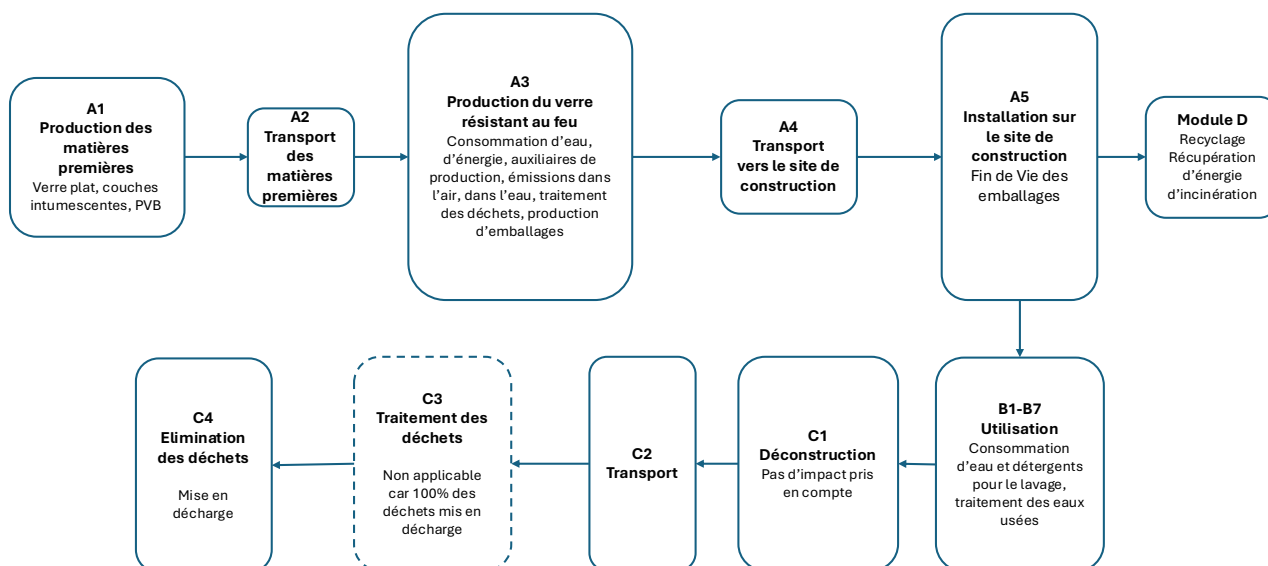 A1
Production des
matières
premières
Verre plat, couches
intumescentes, PVB
A2
Transport
des
matières
premières
A3
Production du verre
résistant au feu
Consommation d'eau,
d'énergie, auxiliaires de
production, émissions dans
l'air, dans l'eau, traitement
des déchets, production
d'emballages
A4
Transport
vers le site de
construction
A5
Installation sur
le site de
construction
Fin de Vie des
emballages
Module D
Recyclage
Récupération
d'énergie
d'incinération
C4
Elimination
des déchets
Mise en
décharge
C3
Traitement des
déchets
Non applicable
car 100% des
déchets mis en
décharge
C2
Transport
C1
Déconstruction
Pas d'impact pris
en compte
B1-B7
Utilisation
Consommation
d'eau et détergents
pour le lavage,
traitement des eaux
usées